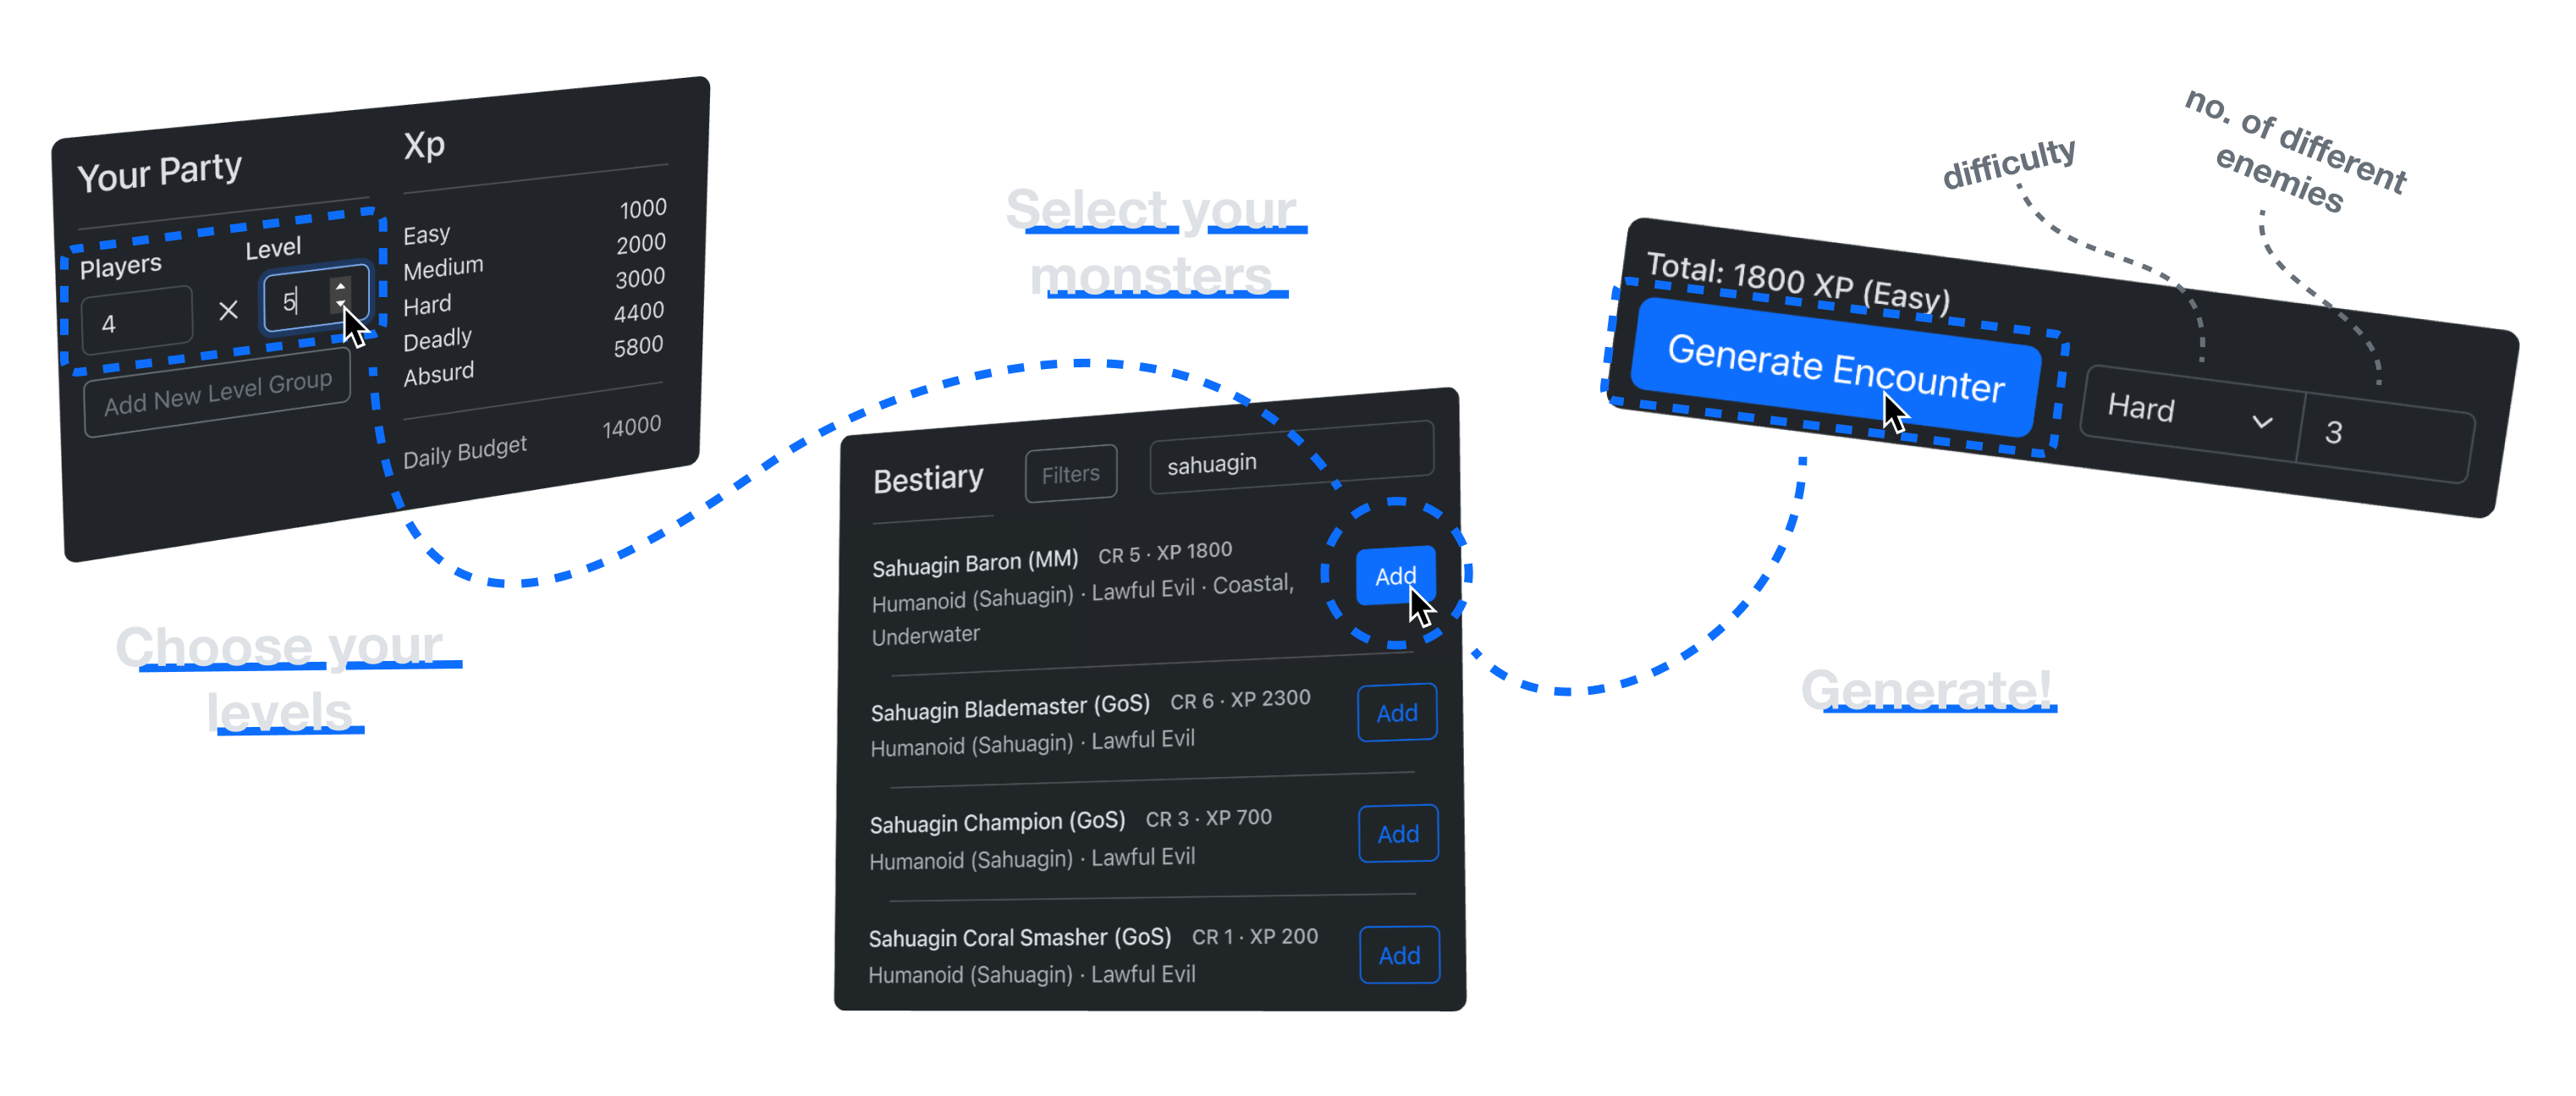 Your Party
Players
Level
4
×
5
Add New Level Group
Xp
Easy 1000
Medium 2000
Hard 3000
Deadly 4400
Absurd 5800
Daily Budget 14000
Choose your
levels
Select your
monsters
Bestiary
Filters
sahuagin
Sahuagin Baron (MM) CR 5 · XP 1800
Humanoid (Sahuagin) · Lawful Evil · Coastal,
Underwater
Add
Sahuagin Blademaster (GoS) CR 6 · XP 2300
Humanoid (Sahuagin) · Lawful Evil
Add
Sahuagin Champion (GoS) CR 3 · XP 700
Humanoid (Sahuagin) · Lawful Evil
Add
Sahuagin Coral Smasher (GoS) CR 1 · XP 200
Humanoid (Sahuagin) · Lawful Evil
Add
difficulty
no. of different
enemies
Total: 1800 XP (Easy)
Generate Encounter
Hard
3
Generate!